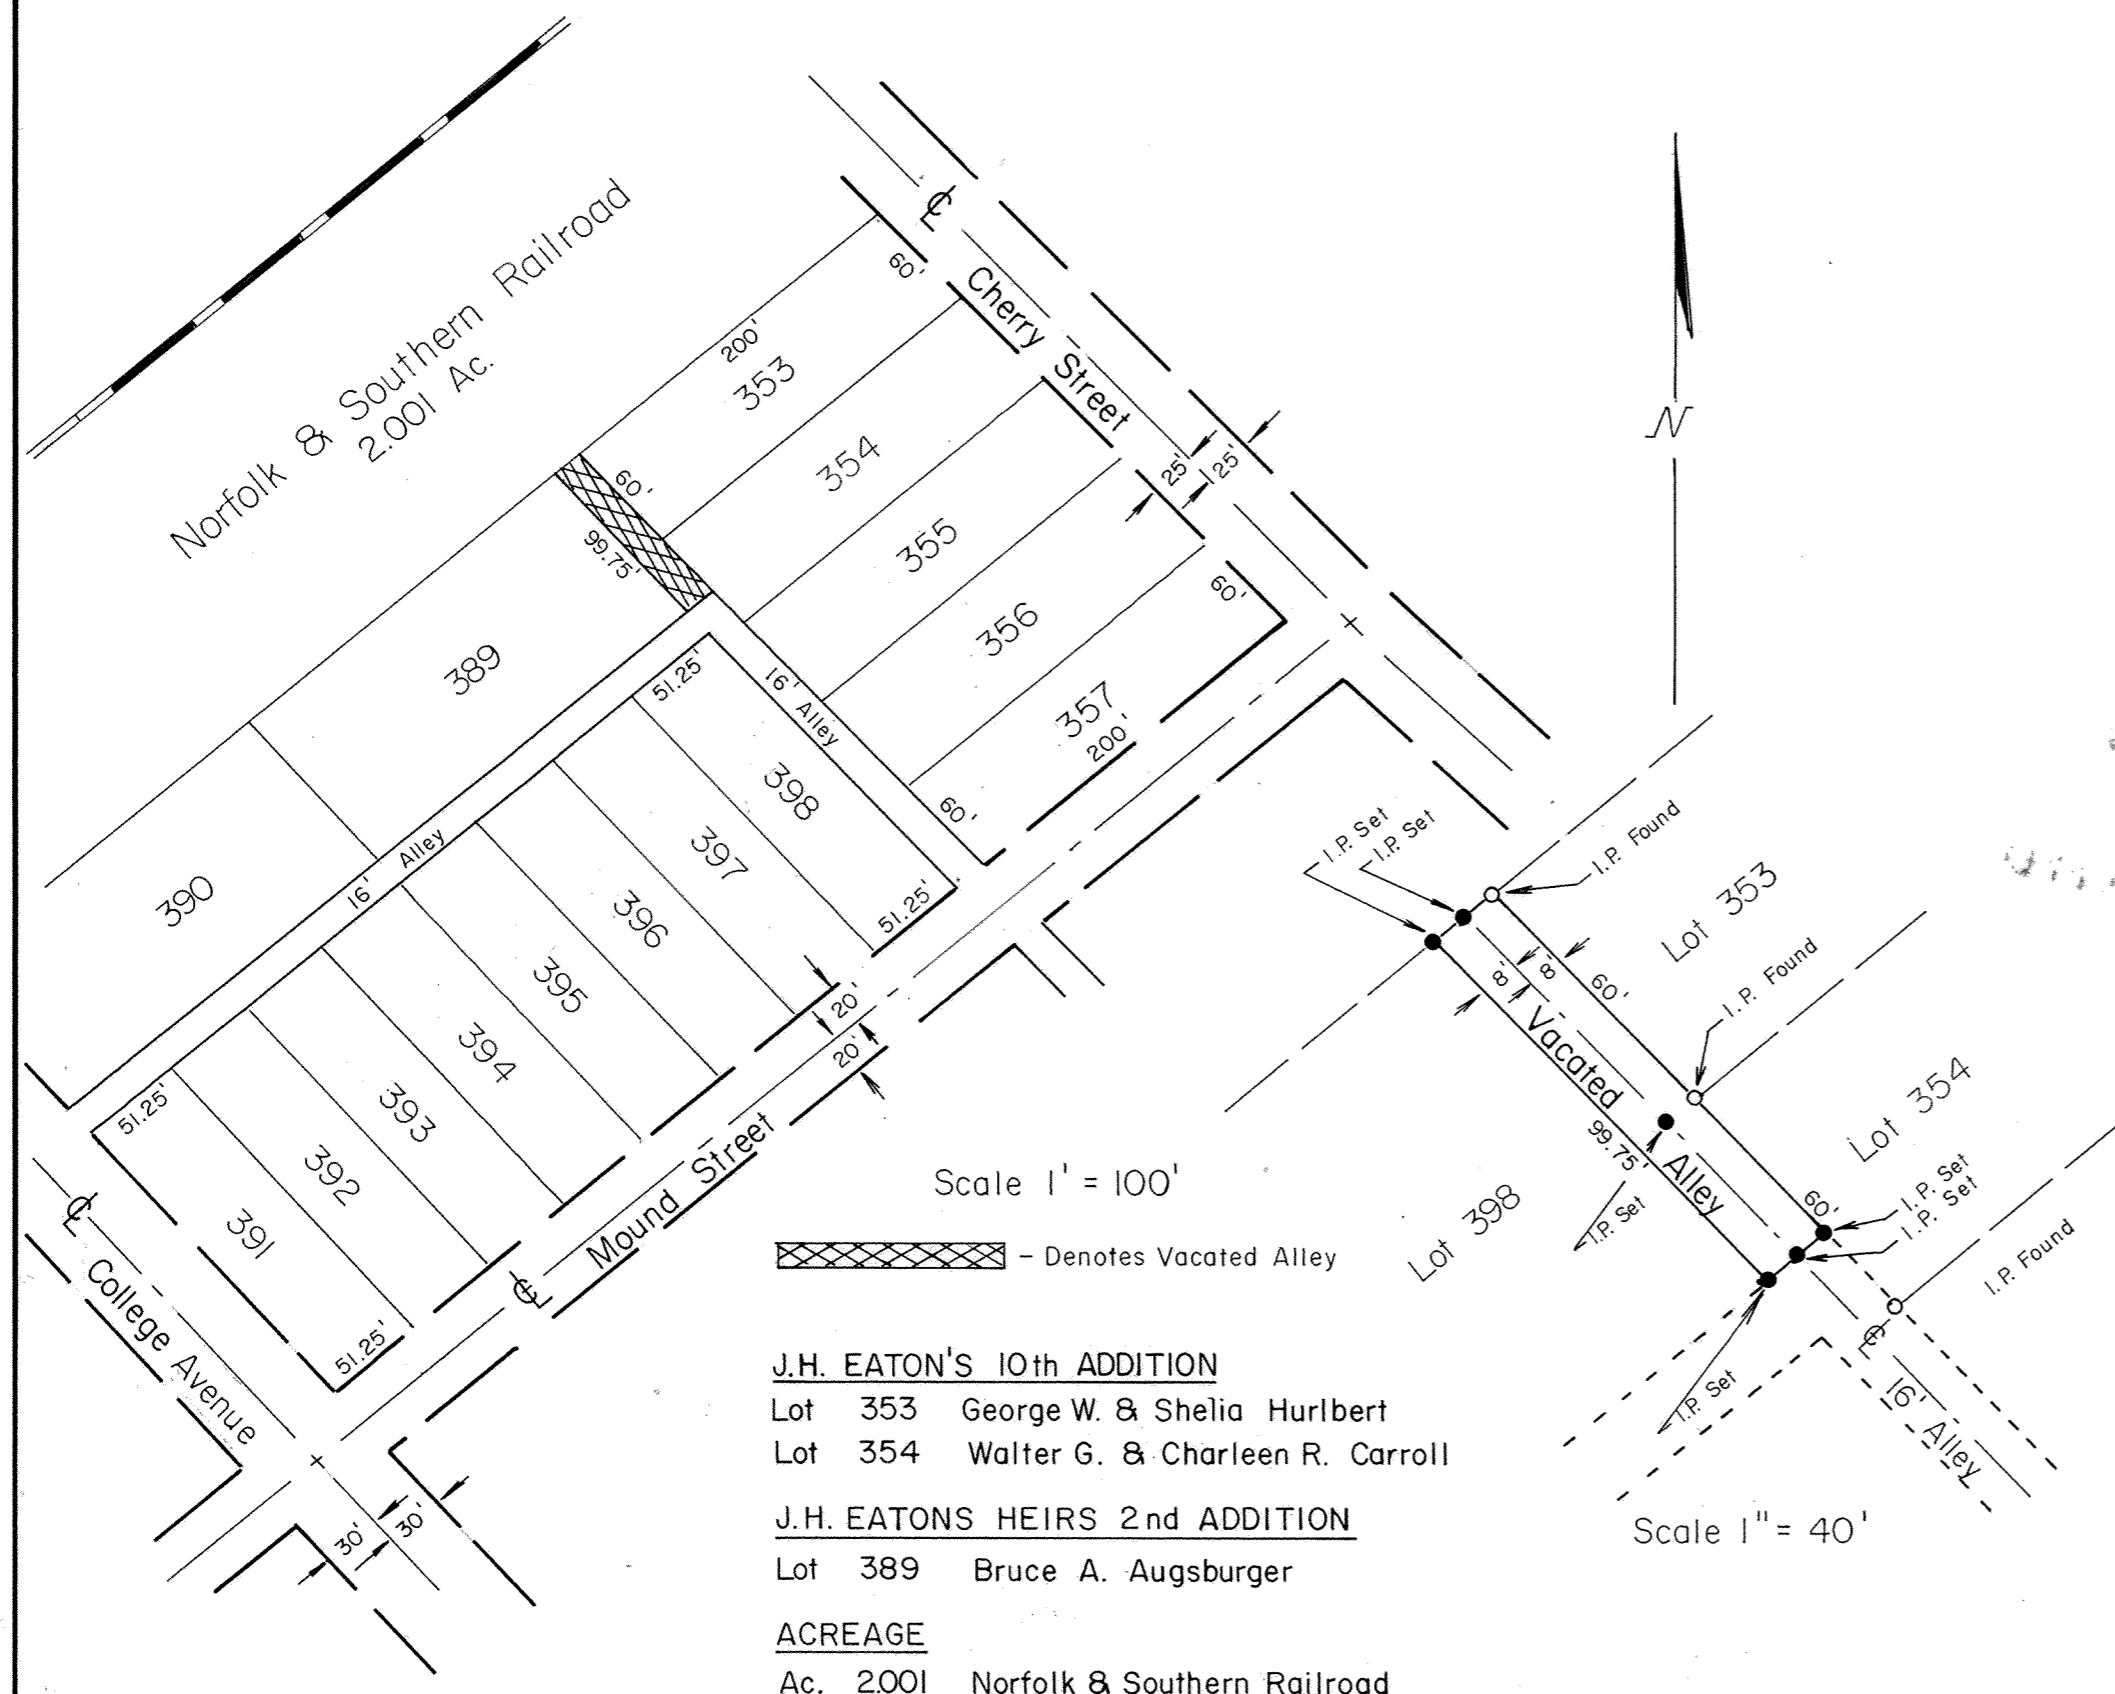 Norfolk & Southern Railroad
2.001 Ac.
℄
Cherry Street
60'
200'
353
354
355
356
357
200'
60'
60'
25'
25'
60'
99.75'
389
390
16' Alley
16' Alley
51.25'
398
397
396
395
394
393
392
391
51.25'
51.25'
51.25'
20'
20'
Mound Street
℄
℄
College Avenue
30'
30'
N
I.P. Set
I.P. Set
I.P. Found
Lot 353
8'
8'
60'
I.P. Found
Vacated Alley
99.75'
Lot 354
I.P. Set
Lot 398
60'
I.P. Set
I.P. Set
I.P. Found
I.P. Set
℄
16' Alley
Scale 1" = 40'
Scale 1' = 100'
– Denotes Vacated Alley
J.H. EATON'S 10th ADDITION
Lot 353 George W. & Shelia Hurlbert
Lot 354 Walter G. & Charleen R. Carroll
J.H. EATONS HEIRS 2nd ADDITION
Lot 389 Bruce A. Augsburger
ACREAGE
Ac. 2.001 Norfolk & Southern Railroad